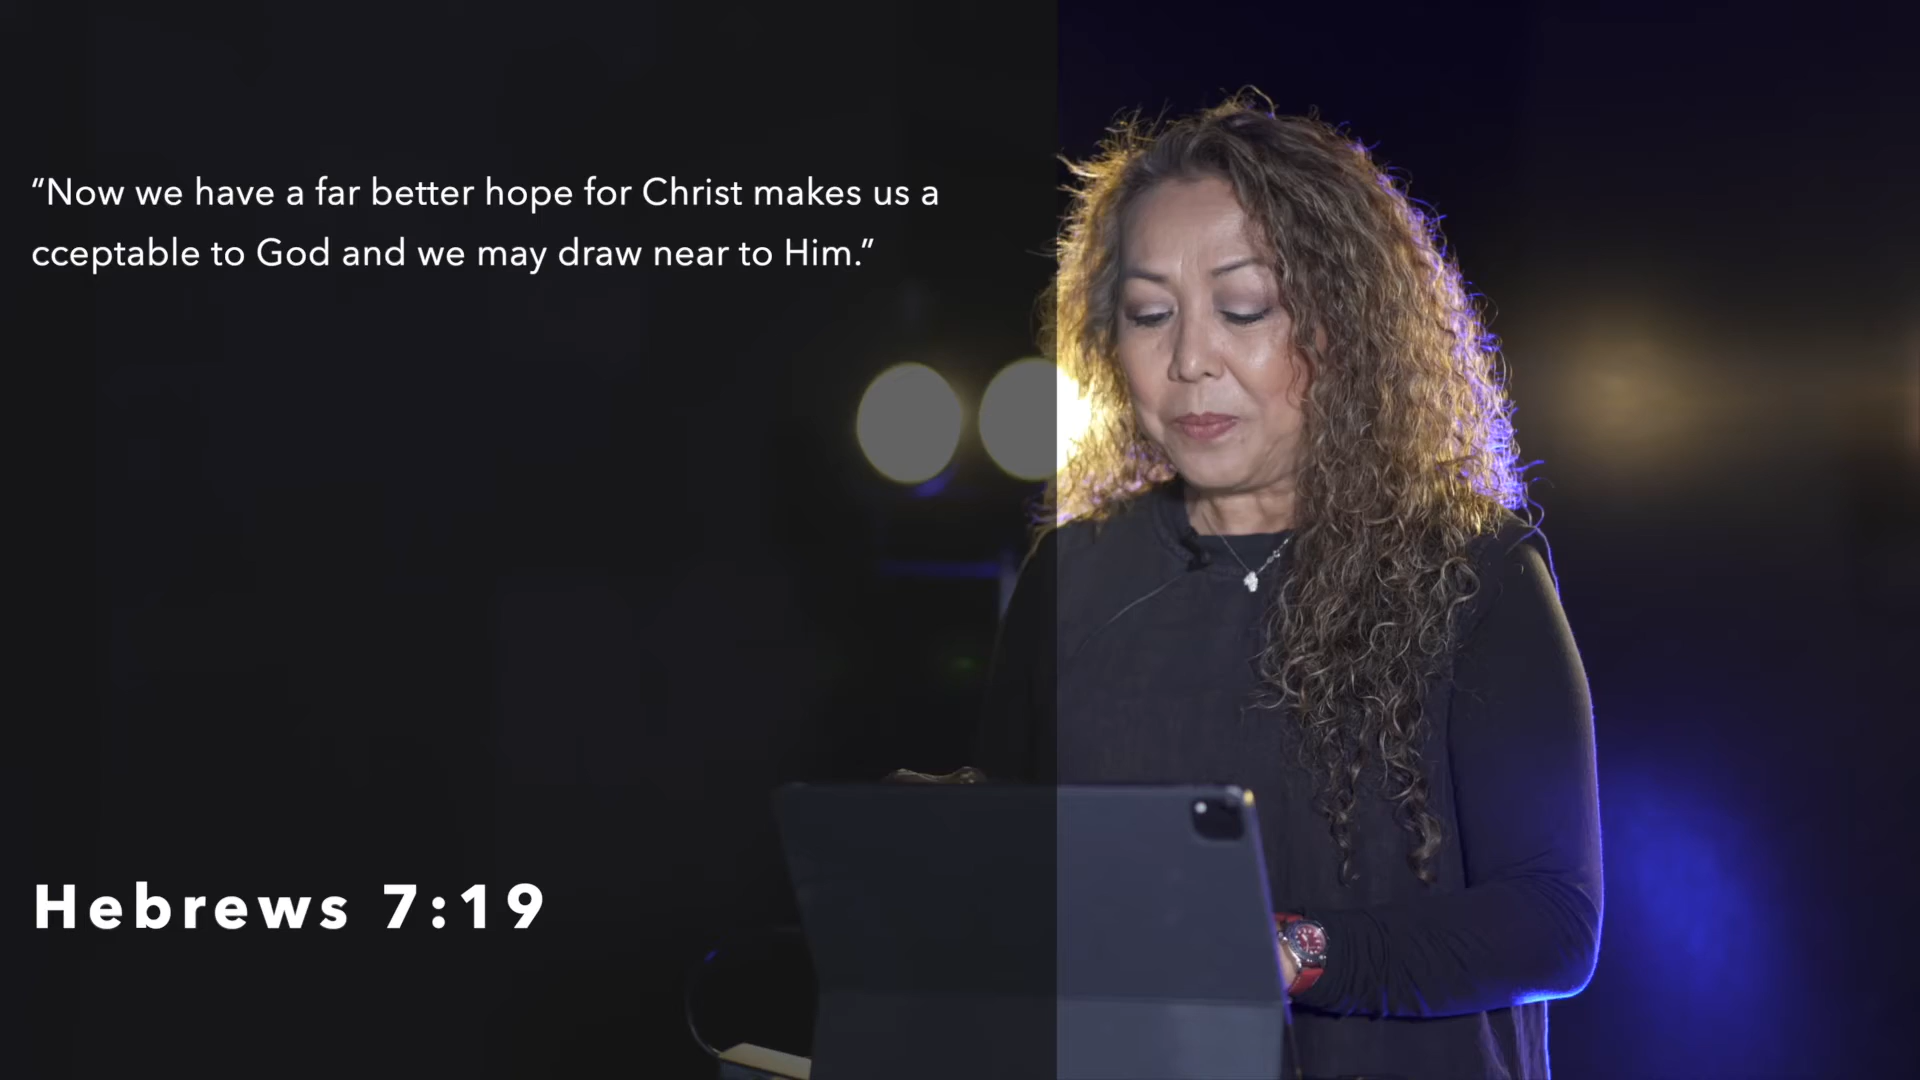 “Now we have a far better hope for Christ makes us a
cceptable to God and we may draw near to Him.”
Hebrews 7:19